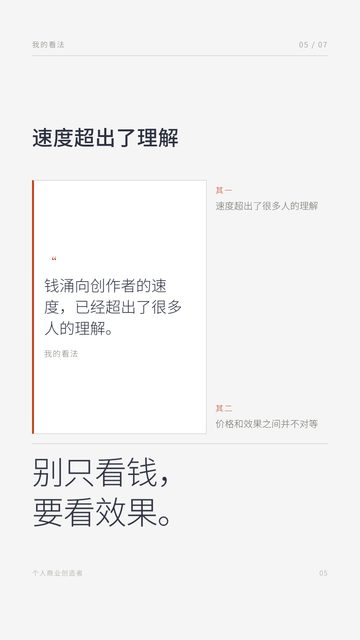 我的看法
05 / 07
速度超出了理解
“
钱涌向创作者的速
度，已经超出了很多
人的理解。
我的看法
其一
速度超出了很多人的理解
其二
价格和效果之间并不对等
别只看钱，
要看效果。
个人商业创造者
05